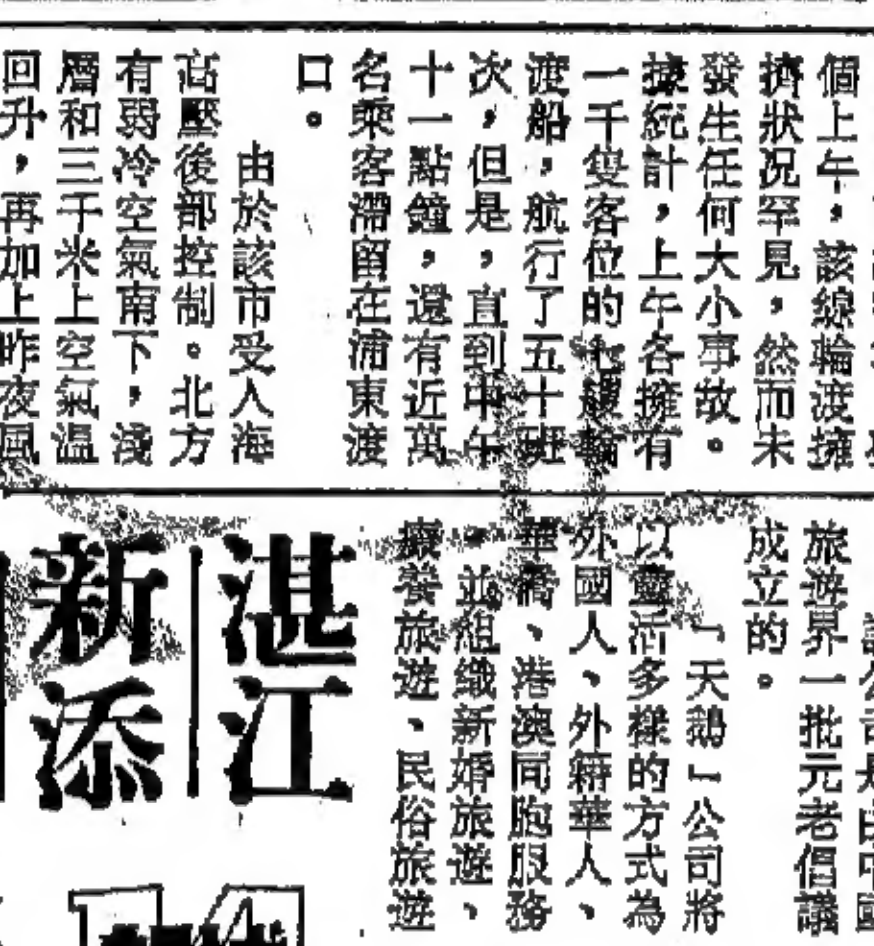 個上午，該線輪渡擁
擠狀况罕見，然而未
發生任何大小事故。
據統計，上午各擁有
一千隻客位的七艘輪
渡船，航行了五十班
次，但是，直到中午
十一點鐘，還有近萬
名乘客滯留在浦東渡
口。
由於該市受入海
高壓後部控制。北方
有弱冷空氣南下，淺
層和三千米上空氣温
回升，再加上昨夜風
該公司是由中國
旅遊界一批元老倡議
成立的。
「天鵝」公司將
以靈活多樣的方式為
外國人、外籍華人、
華僑、港澳同胞服務
，並組織新婚旅遊、
療養旅遊、民俗旅遊
湛江
新添